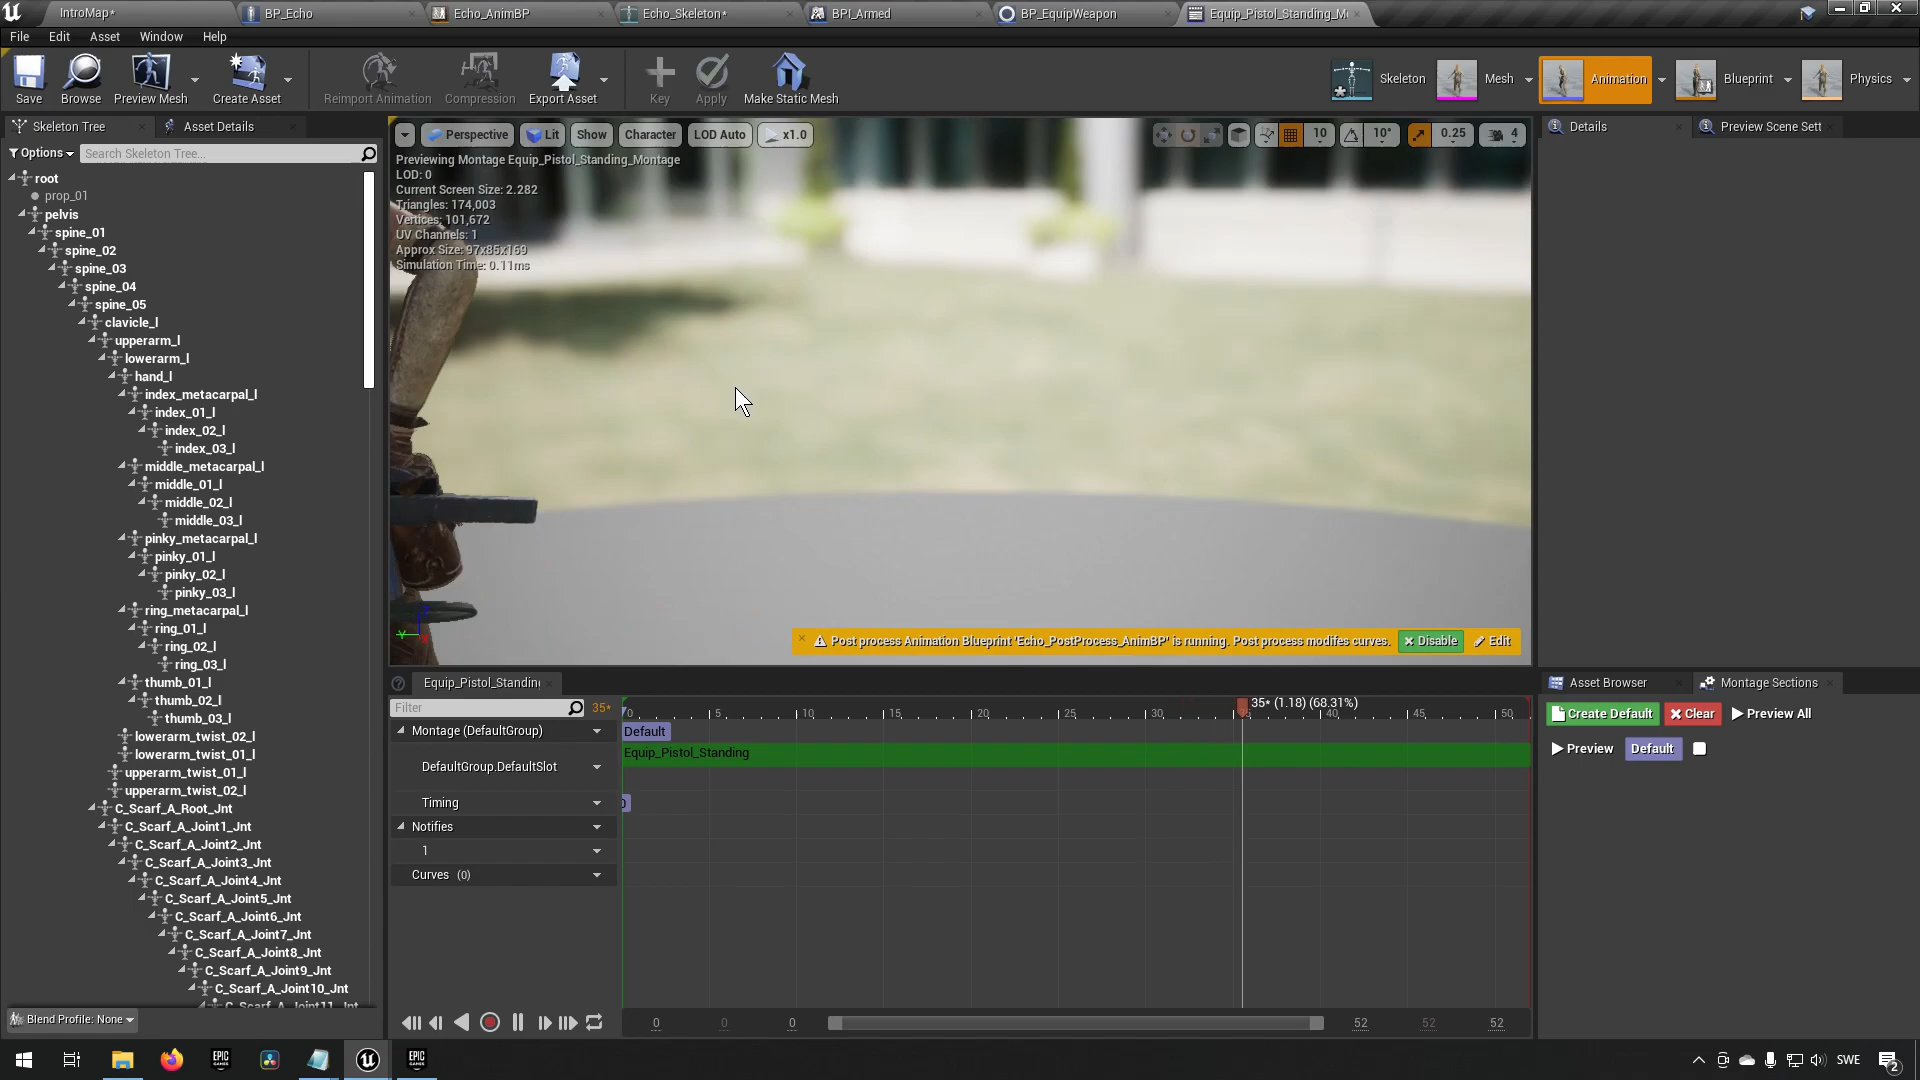 IntroMap*
BP_Echo
Echo_AnimBP
Echo_Skeleton*
BPI_Armed
BP_EquipWeapon
Equip_Pistol_Standing_M
File Edit Asset Window Help
Save
Browse
Preview Mesh
Create Asset
Reimport Animation
Compression
Export Asset
Key
Apply
Make Static Mesh
Skeleton
Mesh
Animation
Blueprint
Physics
Skeleton Tree
Asset Details
Options
Search Skeleton Tree...
root
prop_01
pelvis
spine_01
spine_02
spine_03
spine_04
spine_05
clavicle_l
upperarm_l
lowerarm_l
hand_l
index_metacarpal_l
index_01_l
index_02_l
index_03_l
middle_metacarpal_l
middle_01_l
middle_02_l
middle_03_l
pinky_metacarpal_l
pinky_01_l
pinky_02_l
pinky_03_l
ring_metacarpal_l
ring_01_l
ring_02_l
ring_03_l
thumb_01_l
thumb_02_l
thumb_03_l
lowerarm_twist_02_l
lowerarm_twist_01_l
upperarm_twist_01_l
upperarm_twist_02_l
C_Scarf_A_Root_Jnt
C_Scarf_A_Joint1_Jnt
C_Scarf_A_Joint2_Jnt
C_Scarf_A_Joint3_Jnt
C_Scarf_A_Joint4_Jnt
C_Scarf_A_Joint5_Jnt
C_Scarf_A_Joint6_Jnt
C_Scarf_A_Joint7_Jnt
C_Scarf_A_Joint8_Jnt
C_Scarf_A_Joint9_Jnt
C_Scarf_A_Joint10_Jnt
C_Scarf_A_Joint11_Jnt
Blend Profile: None
Perspective
Lit
Show
Character
LOD Auto
x1.0
10
10°
0.25
4
Previewing Montage Equip_Pistol_Standing_Montage
LOD: 0
Current Screen Size: 2.282
Triangles: 174,003
Vertices: 101,672
UV Channels: 1
Approx Size: 97x85x169
Simulation Time: 0.11ms
Post process Animation Blueprint 'Echo_PostProcess_AnimBP' is running. Post process modifes curves.
Disable
Edit
Equip_Pistol_Standing
Filter
35*
35* (1.18) (68.31%)
0 5 10 15 20 25 30 35 40 45 50
Montage (DefaultGroup)
Default
Equip_Pistol_Standing
DefaultGroup.DefaultSlot
Timing
Notifies
1
Curves (0)
0 0 0
52 52 52
Details
Preview Scene Sett
Asset Browser
Montage Sections
Create Default
Clear
Preview All
Preview
Default
EPIC GAMES
EPIC GAMES
SWE
2